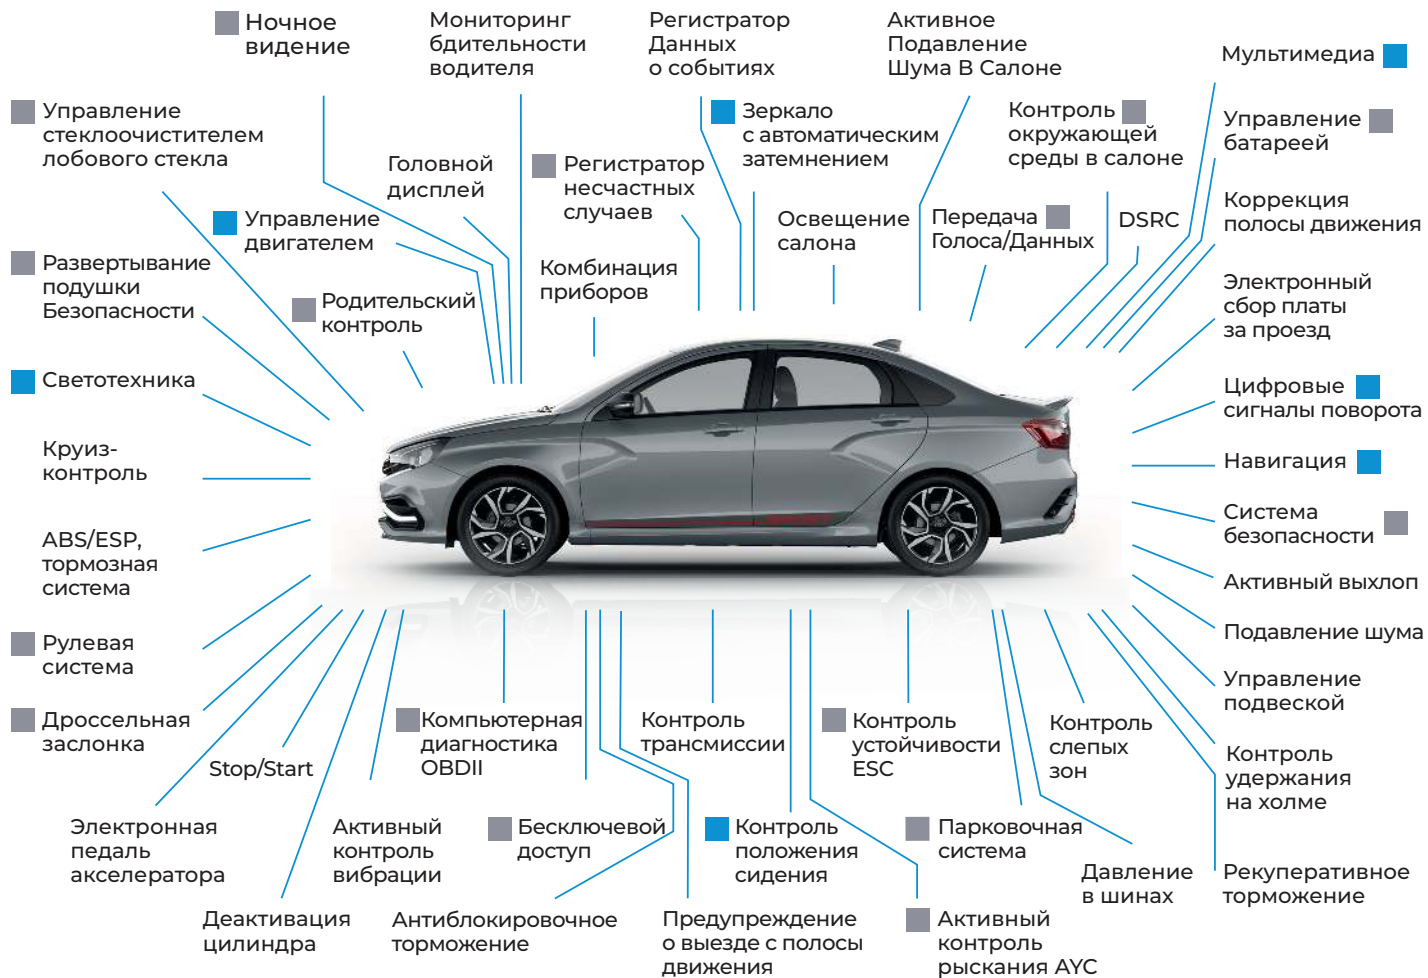 Ночное
видение
Мониторинг
бдительности
водителя
Регистратор
Данных
о событиях
Активное
Подавление
Шума В Салоне
Мультимедиа
Управление
стеклоочистителем
лобового стекла
Головной
дисплей
Регистратор
несчастных
случаев
Зеркало
с автоматическим
затемнением
Контроль
окружающей
среды в салоне
Управление
батареей
Управление
двигателем
Освещение
салона
Передача
Голоса/Данных
DSRC
Коррекция
полосы движения
Развертывание
подушки
Безопасности
Родительский
контроль
Комбинация
приборов
Электронный
сбор платы
за проезд
Светотехника
Цифровые
сигналы поворота
Круиз-
контроль
Навигация
ABS/ESP,
тормозная
система
Система
безопасности
Активный выхлоп
Рулевая
система
Подавление шума
Управление
подвеской
Дроссельная
заслонка
Stop/Start
Компьютерная
диагностика
OBDII
Контроль
трансмиссии
Контроль
устойчивости
ESC
Контроль
слепых
зон
Контроль
удержания
на холме
Электронная
педаль
акселератора
Активный
контроль
вибрации
Бесключевой
доступ
Контроль
положения
сидения
Парковочная
система
Давление
в шинах
Рекуперативное
торможение
Деактивация
цилиндра
Антиблокировочное
торможение
Предупреждение
о выезде с полосы
движения
Активный
контроль
рыскания AYC